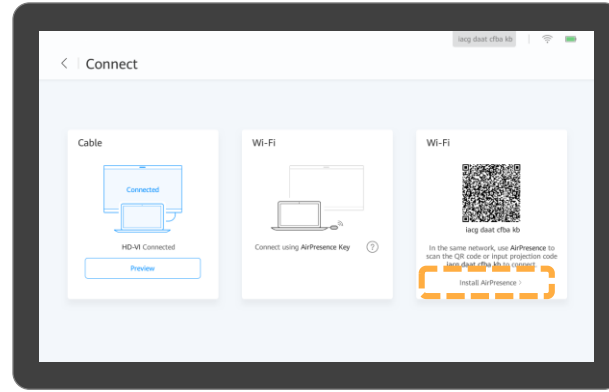 iacg daat cfba kb
< Connect
Cable
Connected
HD-VI Connected
Preview
Wi-Fi
Connect using AirPresence Key ?
Wi-Fi
iacg daat cfba kb
In the same network, use AirPresence to
scan the QR code or input projection code
iacg daat cfba kb to connect
Install AirPresence >